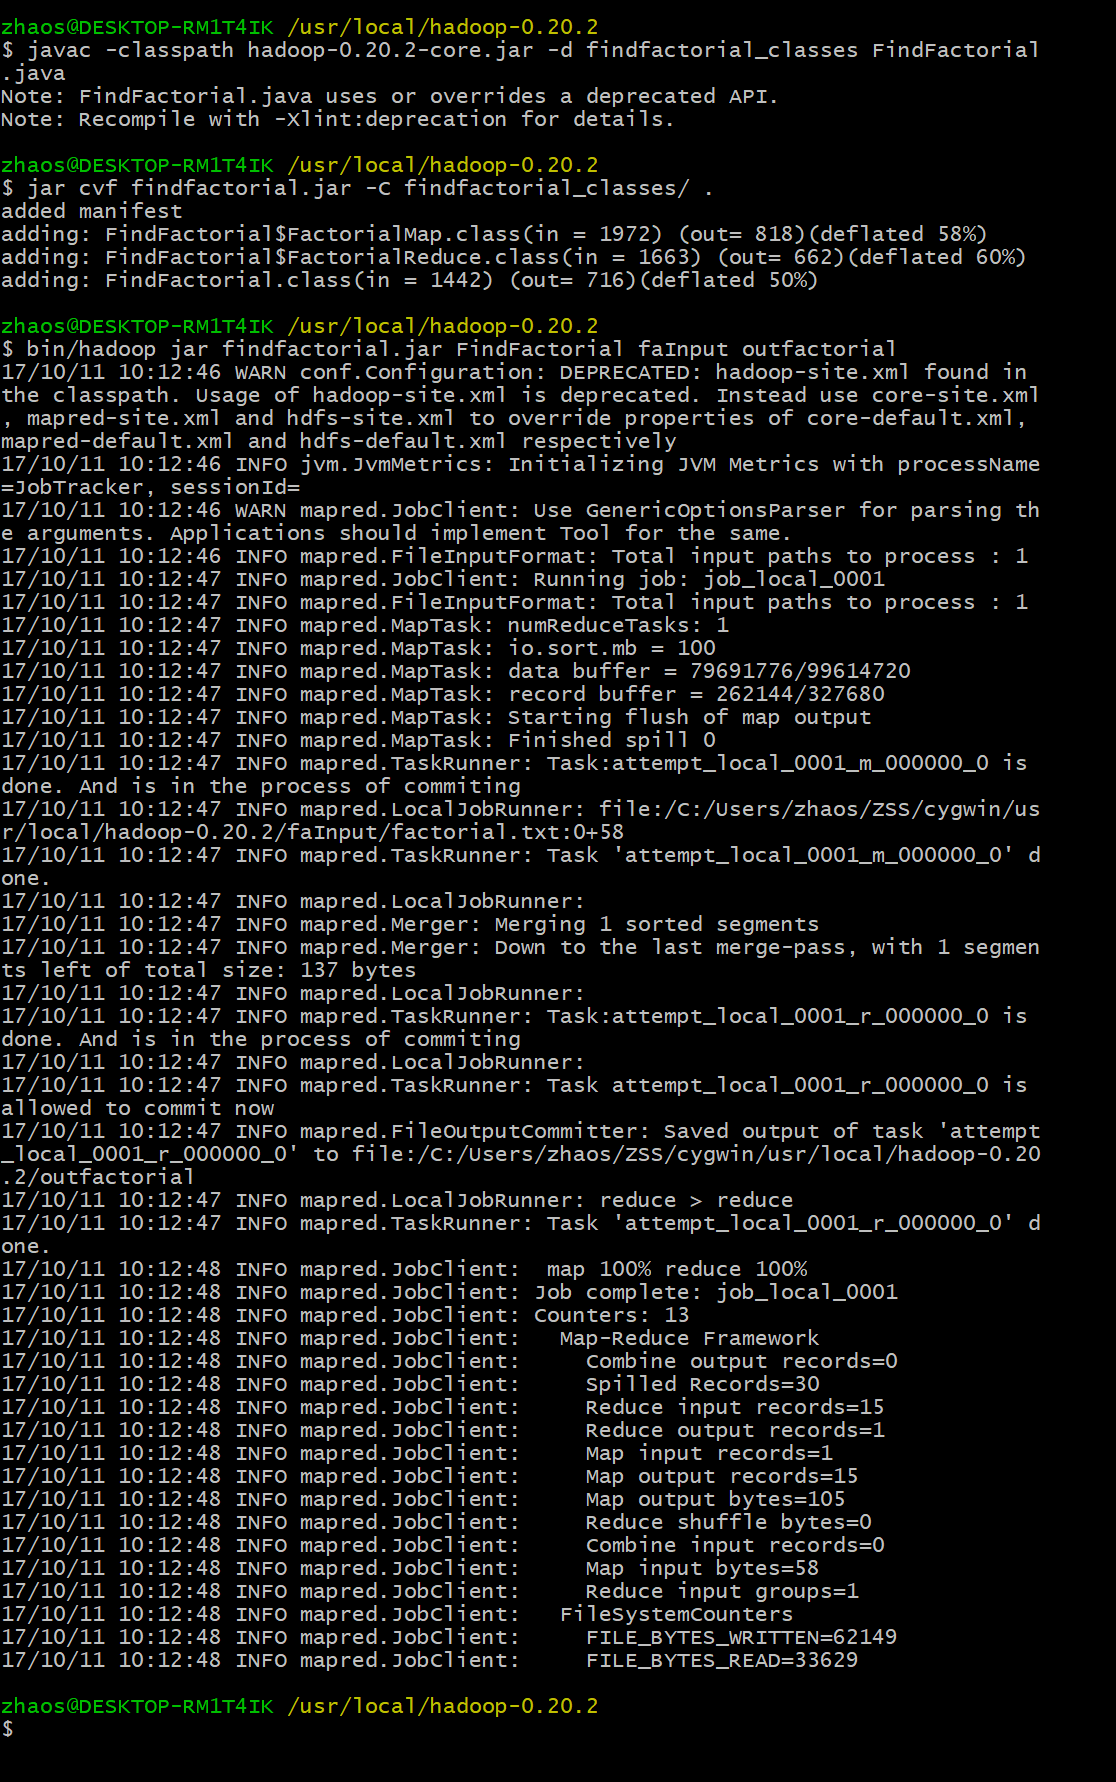 zhaos@DESKTOP-RM1T4IK /usr/local/hadoop-0.20.2
$ javac -classpath hadoop-0.20.2-core.jar -d findfactorial_classes FindFactorial
.java
Note: FindFactorial.java uses or overrides a deprecated API.
Note: Recompile with -Xlint:deprecation for details.

zhaos@DESKTOP-RM1T4IK /usr/local/hadoop-0.20.2
$ jar cvf findfactorial.jar -C findfactorial_classes/ .
added manifest
adding: FindFactorial$FactorialMap.class(in = 1972) (out= 818)(deflated 58%)
adding: FindFactorial$FactorialReduce.class(in = 1663) (out= 662)(deflated 60%)
adding: FindFactorial.class(in = 1442) (out= 716)(deflated 50%)

zhaos@DESKTOP-RM1T4IK /usr/local/hadoop-0.20.2
$ bin/hadoop jar findfactorial.jar FindFactorial faInput outfactorial
17/10/11 10:12:46 WARN conf.Configuration: DEPRECATED: hadoop-site.xml found in
the classpath. Usage of hadoop-site.xml is deprecated. Instead use core-site.xml
, mapred-site.xml and hdfs-site.xml to override properties of core-default.xml,
mapred-default.xml and hdfs-default.xml respectively
17/10/11 10:12:46 INFO jvm.JvmMetrics: Initializing JVM Metrics with processName
=JobTracker, sessionId=
17/10/11 10:12:46 WARN mapred.JobClient: Use GenericOptionsParser for parsing th
e arguments. Applications should implement Tool for the same.
17/10/11 10:12:46 INFO mapred.FileInputFormat: Total input paths to process : 1
17/10/11 10:12:47 INFO mapred.JobClient: Running job: job_local_0001
17/10/11 10:12:47 INFO mapred.FileInputFormat: Total input paths to process : 1
17/10/11 10:12:47 INFO mapred.MapTask: numReduceTasks: 1
17/10/11 10:12:47 INFO mapred.MapTask: io.sort.mb = 100
17/10/11 10:12:47 INFO mapred.MapTask: data buffer = 79691776/99614720
17/10/11 10:12:47 INFO mapred.MapTask: record buffer = 262144/327680
17/10/11 10:12:47 INFO mapred.MapTask: Starting flush of map output
17/10/11 10:12:47 INFO mapred.MapTask: Finished spill 0
17/10/11 10:12:47 INFO mapred.TaskRunner: Task:attempt_local_0001_m_000000_0 is
done. And is in the process of commiting
17/10/11 10:12:47 INFO mapred.LocalJobRunner: file:/C:/Users/zhaos/ZSS/cygwin/us
r/local/hadoop-0.20.2/faInput/factorial.txt:0+58
17/10/11 10:12:47 INFO mapred.TaskRunner: Task 'attempt_local_0001_m_000000_0' d
one.
17/10/11 10:12:47 INFO mapred.LocalJobRunner:
17/10/11 10:12:47 INFO mapred.Merger: Merging 1 sorted segments
17/10/11 10:12:47 INFO mapred.Merger: Down to the last merge-pass, with 1 segmen
ts left of total size: 137 bytes
17/10/11 10:12:47 INFO mapred.LocalJobRunner:
17/10/11 10:12:47 INFO mapred.TaskRunner: Task:attempt_local_0001_r_000000_0 is
done. And is in the process of commiting
17/10/11 10:12:47 INFO mapred.LocalJobRunner:
17/10/11 10:12:47 INFO mapred.TaskRunner: Task attempt_local_0001_r_000000_0 is
allowed to commit now
17/10/11 10:12:47 INFO mapred.FileOutputCommitter: Saved output of task 'attempt
_local_0001_r_000000_0' to file:/C:/Users/zhaos/ZSS/cygwin/usr/local/hadoop-0.20
.2/outfactorial
17/10/11 10:12:47 INFO mapred.LocalJobRunner: reduce > reduce
17/10/11 10:12:47 INFO mapred.TaskRunner: Task 'attempt_local_0001_r_000000_0' d
one.
17/10/11 10:12:48 INFO mapred.JobClient:  map 100% reduce 100%
17/10/11 10:12:48 INFO mapred.JobClient: Job complete: job_local_0001
17/10/11 10:12:48 INFO mapred.JobClient: Counters: 13
17/10/11 10:12:48 INFO mapred.JobClient:   Map-Reduce Framework
17/10/11 10:12:48 INFO mapred.JobClient:     Combine output records=0
17/10/11 10:12:48 INFO mapred.JobClient:     Spilled Records=30
17/10/11 10:12:48 INFO mapred.JobClient:     Reduce input records=15
17/10/11 10:12:48 INFO mapred.JobClient:     Reduce output records=1
17/10/11 10:12:48 INFO mapred.JobClient:     Map input records=1
17/10/11 10:12:48 INFO mapred.JobClient:     Map output records=15
17/10/11 10:12:48 INFO mapred.JobClient:     Map output bytes=105
17/10/11 10:12:48 INFO mapred.JobClient:     Reduce shuffle bytes=0
17/10/11 10:12:48 INFO mapred.JobClient:     Combine input records=0
17/10/11 10:12:48 INFO mapred.JobClient:     Map input bytes=58
17/10/11 10:12:48 INFO mapred.JobClient:     Reduce input groups=1
17/10/11 10:12:48 INFO mapred.JobClient:   FileSystemCounters
17/10/11 10:12:48 INFO mapred.JobClient:     FILE_BYTES_WRITTEN=62149
17/10/11 10:12:48 INFO mapred.JobClient:     FILE_BYTES_READ=33629

zhaos@DESKTOP-RM1T4IK /usr/local/hadoop-0.20.2
$